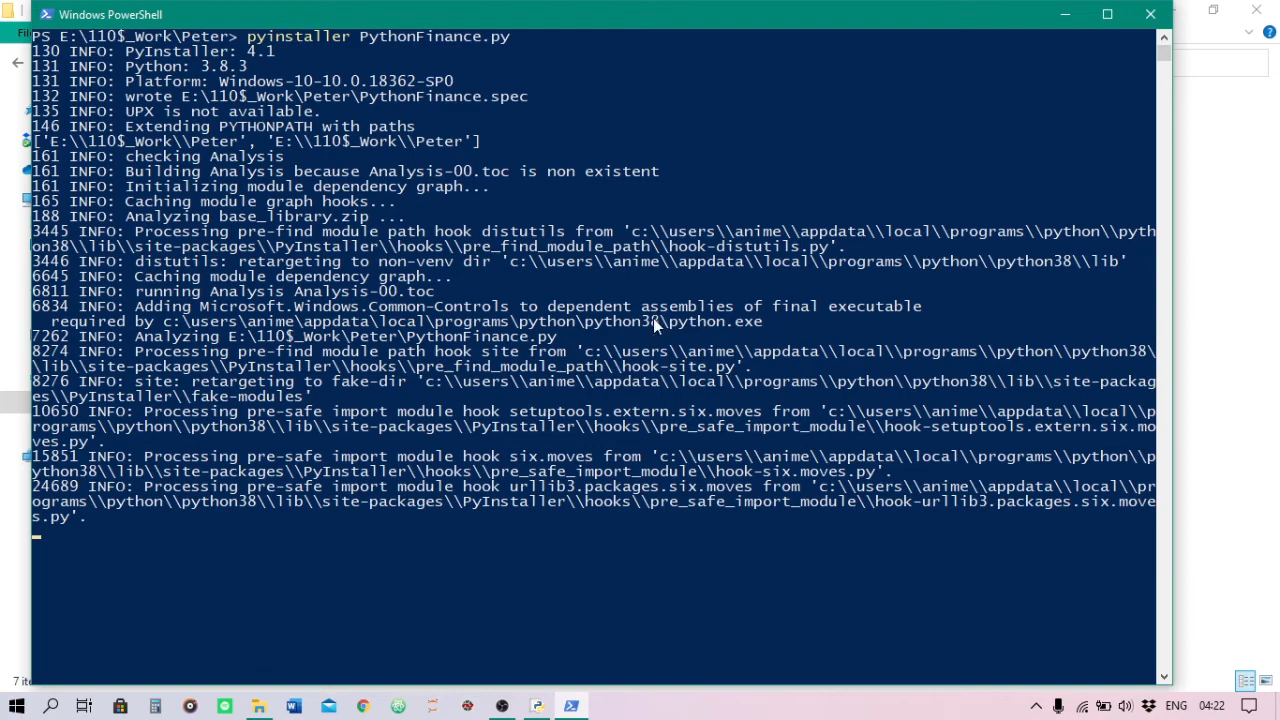 Windows PowerShell
Fil
PS E:\110$_Work\Peter> pyinstaller PythonFinance.py
130 INFO: PyInstaller: 4.1
131 INFO: Python: 3.8.3
131 INFO: Platform: Windows-10-10.0.18362-SP0
132 INFO: wrote E:\110$_Work\Peter\PythonFinance.spec
135 INFO: UPX is not available.
146 INFO: Extending PYTHONPATH with paths
['E:\\110$_Work\\Peter', 'E:\\110$_Work\\Peter']
161 INFO: checking Analysis
161 INFO: Building Analysis because Analysis-00.toc is non existent
161 INFO: Initializing module dependency graph...
165 INFO: Caching module graph hooks...
188 INFO: Analyzing base_library.zip ...
3445 INFO: Processing pre-find module path hook distutils from 'c:\\users\\anime\\appdata\\local\\programs\\python\\pyth
on38\\lib\\site-packages\\PyInstaller\\hooks\\pre_find_module_path\\hook-distutils.py'.
3446 INFO: distutils: retargeting to non-venv dir 'c:\\users\\anime\\appdata\\local\\programs\\python\\python38\\lib'
6645 INFO: Caching module dependency graph...
6811 INFO: running Analysis Analysis-00.toc
6834 INFO: Adding Microsoft.Windows.Common-Controls to dependent assemblies of final executable
  required by c:\users\anime\appdata\local\programs\python\python38\python.exe
7262 INFO: Analyzing E:\110$_Work\Peter\PythonFinance.py
8274 INFO: Processing pre-find module path hook site from 'c:\\users\\anime\\appdata\\local\\programs\\python\\python38\
\lib\\site-packages\\PyInstaller\\hooks\\pre_find_module_path\\hook-site.py'.
8276 INFO: site: retargeting to fake-dir 'c:\\users\\anime\\appdata\\local\\programs\\python\\python38\\lib\\site-packag
es\\PyInstaller\\fake-modules'
10650 INFO: Processing pre-safe import module hook setuptools.extern.six.moves from 'c:\\users\\anime\\appdata\\local\\p
rograms\\python\\python38\\lib\\site-packages\\PyInstaller\\hooks\\pre_safe_import_module\\hook-setuptools.extern.six.mo
ves.py'.
15851 INFO: Processing pre-safe import module hook six.moves from 'c:\\users\\anime\\appdata\\local\\programs\\python\\p
ython38\\lib\\site-packages\\PyInstaller\\hooks\\pre_safe_import_module\\hook-six.moves.py'.
24689 INFO: Processing pre-safe import module hook urllib3.packages.six.moves from 'c:\\users\\anime\\appdata\\local\\pr
ograms\\python\\python38\\lib\\site-packages\\PyInstaller\\hooks\\pre_safe_import_module\\hook-urllib3.packages.six.move
s.py'.
7 ite
ENG 04:22